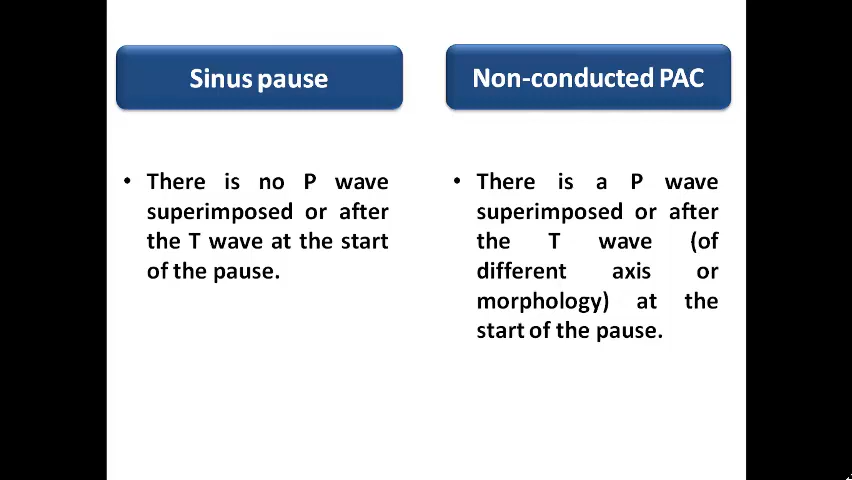 Sinus pause
Non-conducted PAC
• There is no P wave
superimposed or after
the T wave at the start
of the pause.
• There is a P wave
superimposed or after
the T wave (of
different axis or
morphology) at the
start of the pause.